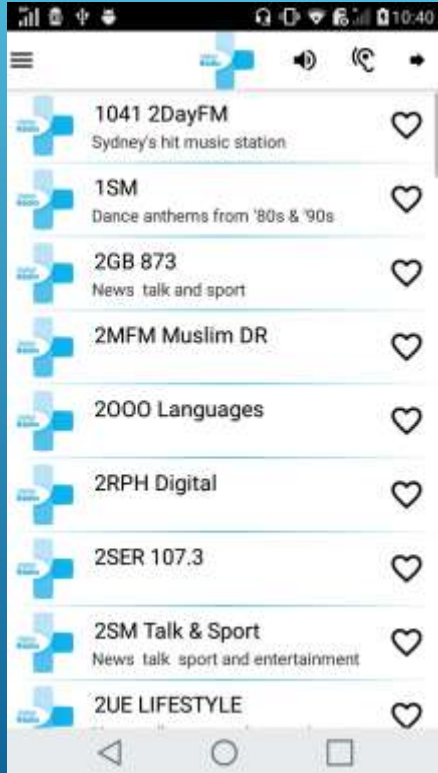 10:40
1041 2DayFM
Sydney's hit music station
1SM
Dance anthems from '80s & '90s
2GB 873
News talk and sport
2MFM Muslim DR
2OOO Languages
2RPH Digital
2SER 107.3
2SM Talk & Sport
News talk sport and entertainment
2UE LIFESTYLE